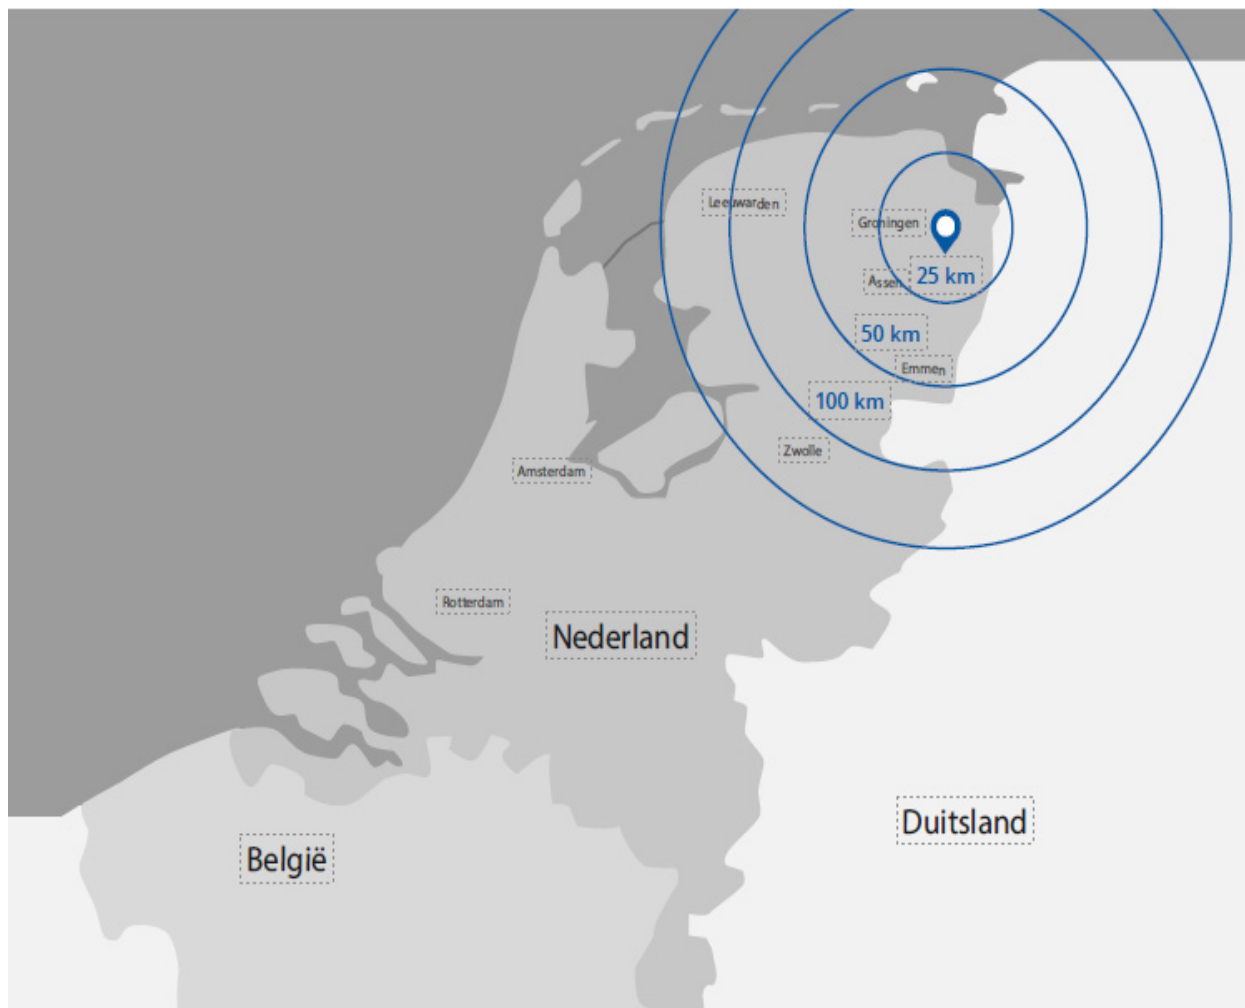 Leeuwarden
Groningen
Assen
25 km
50 km
Emmen
100 km
Zwolle
Amsterdam
Rotterdam
Nederland
Duitsland
België